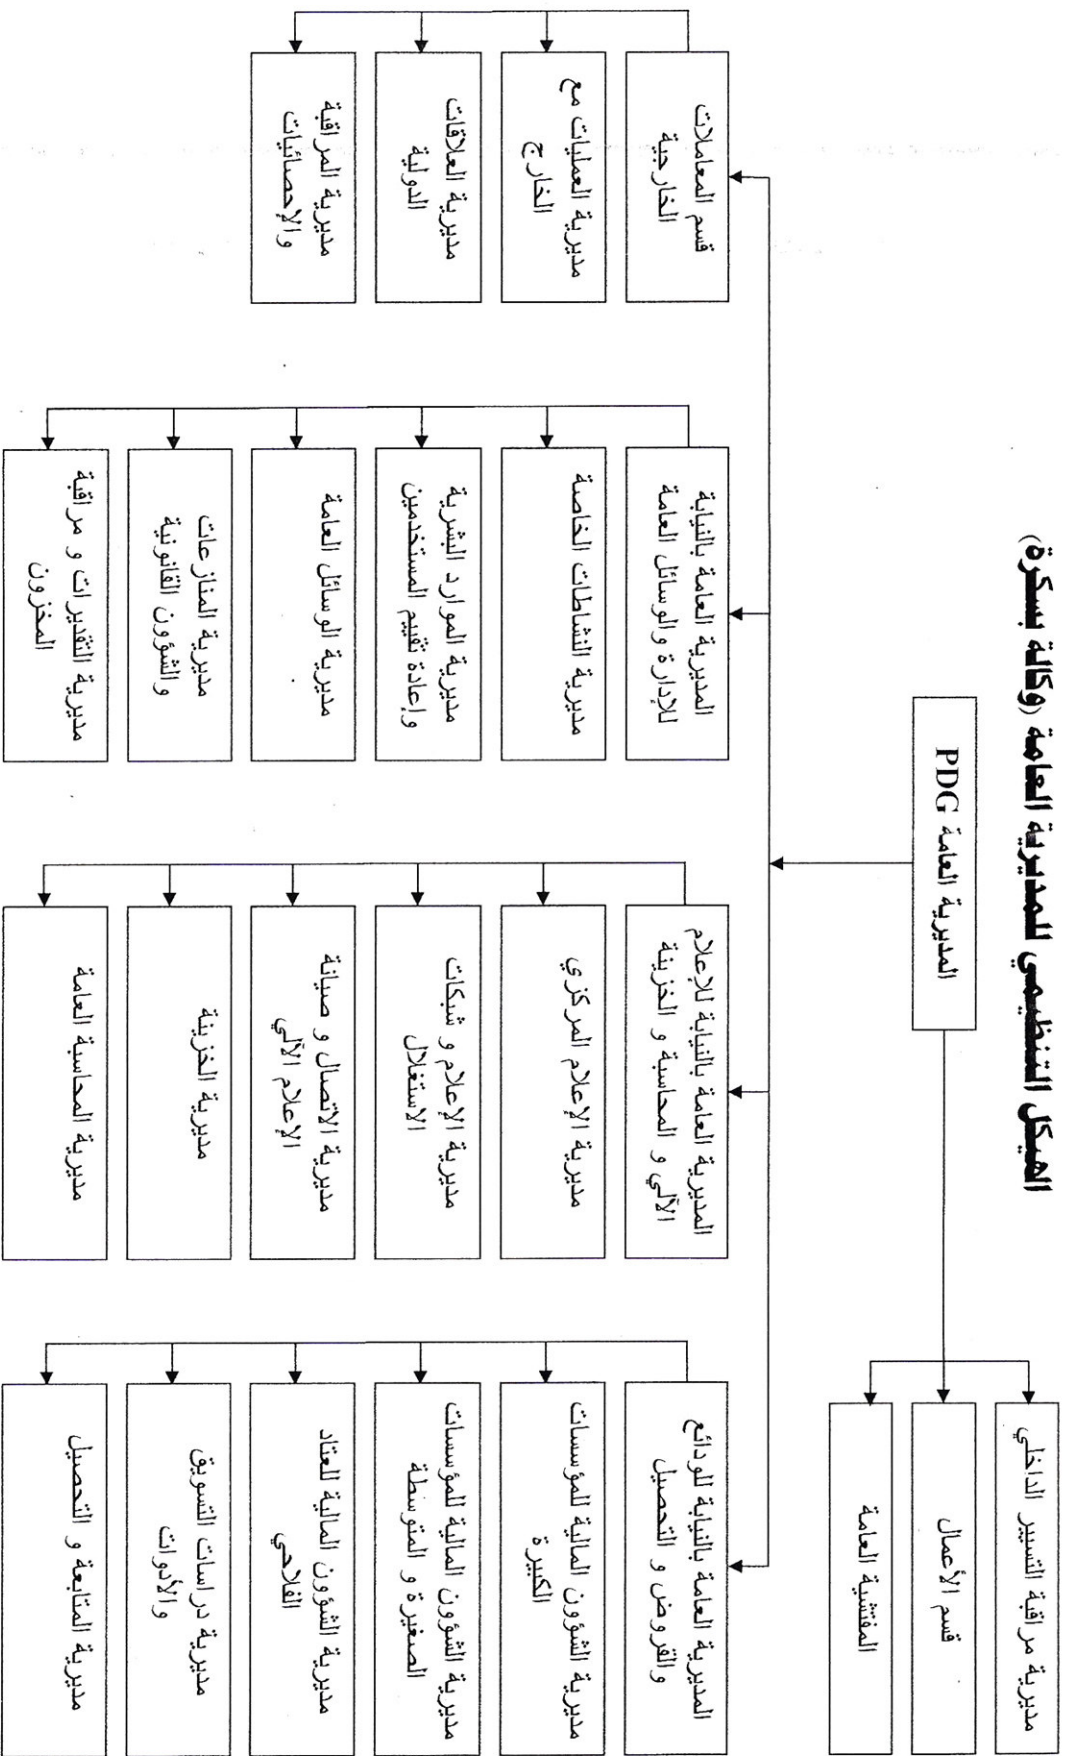 الهيكل التنظيمي للمديرية العامة (وكالة بسكرة)
المديرية العامة PDG
مديرية مراقبة التسيير الداخلي
قسم الأعمال
المفتشية العامة
المديرية العامة بالنيابة للودائع
والقروض و التحصيل
مديرية الشؤون المالية للمؤسسات
الكبيرة
مديرية الشؤون المالية للمؤسسات
الصغيرة و المتوسطة
مديرية الشؤون المالية للعتاد
الفلاحي
مديرية دراسات التسويق
والأدوات
مديرية المتابعة و التحصيل
المديرية العامة بالنيابة للإعلام
الآلي و المحاسبة و الخزينة
مديرية الإعلام المركزي
مديرية الإعلام و شبكات
الاستغلال
مديرية الاتصال و صيانة
الإعلام الآلي
مديرية الخزينة
مديرية المحاسبة العامة
المديرية العامة بالنيابة
للإدارة والوسائل العامة
مديرية النشاطات الخاصة
مديرية الموارد البشرية
وإعادة تقييم المستخدمين
مديرية الوسائل العامة
مديرية المنازعات
والشؤون القانونية
مديرية التقديرات و مراقبة
المخزون
قسم المعاملات
الخارجية
مديرية العمليات مع
الخارج
مديرية العلاقات
الدولية
مديرية المراقبة
والإحصائيات